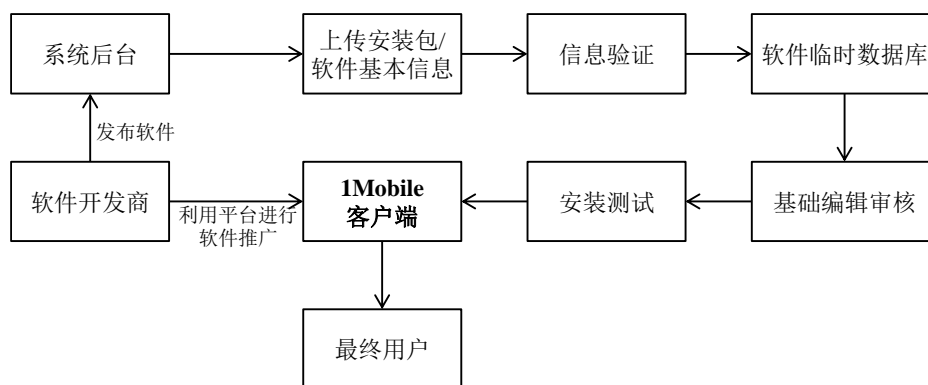 系统后台
上传安装包/
软件基本信息
信息验证
软件临时数据库
发布软件
软件开发商
利用平台进行
软件推广
1Mobile
客户端
安装测试
基础编辑审核
最终用户